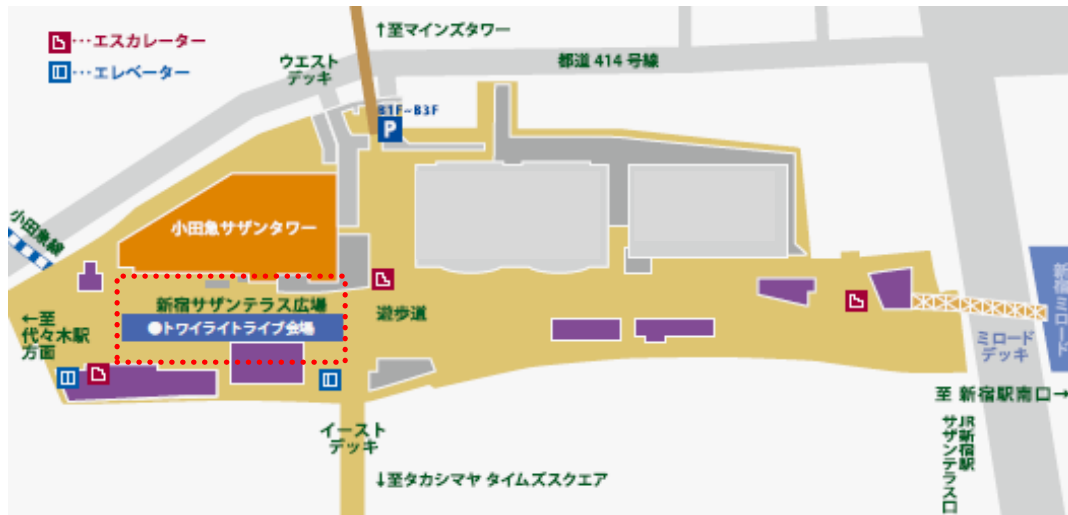 …エスカレーター
…エレベーター
ウエスト
デッキ
↑至マインズタワー
都道 414 号線
B1F~B3F
P
小田急線
小田急サザンタワー
新宿サザンテラス広場
●トワイライトライブ会場
遊歩道
←至
代々木駅
方面
イースト
デッキ
↓至タカシマヤ タイムズスクエア
新宿ミロード
ミロード
デッキ
至 新宿駅南口→
JR新宿駅
サザンテラス口